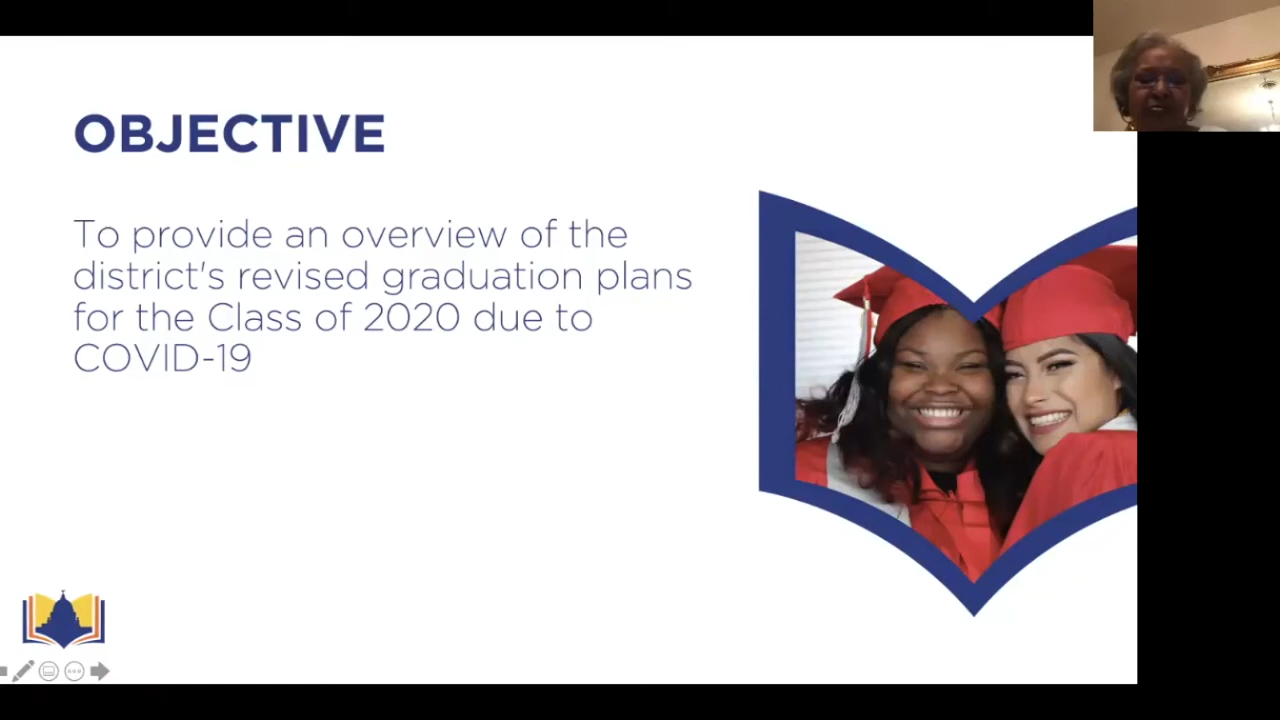 OBJECTIVE
To provide an overview of the
district's revised graduation plans
for the Class of 2020 due to
COVID-19